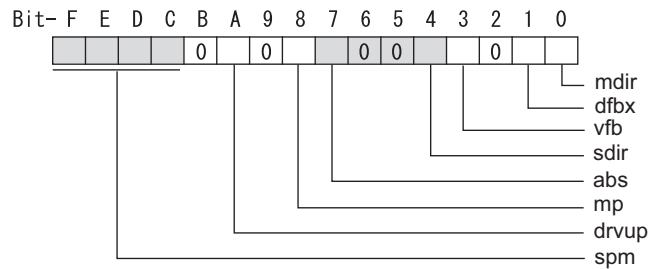 Bit- F E D C B A 9 8 7 6 5 4 3 2 1 0
0 0 0 0 0
mdir
dfbx
vfb
sdir
abs
mp
drvup
spm